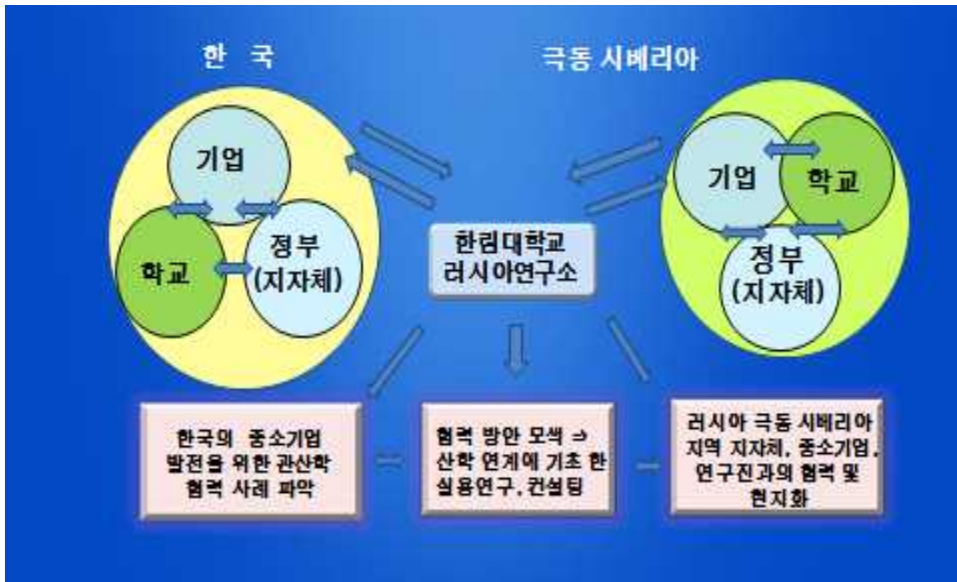 한 국
극동 시베리아
기업
학교
정부
(지자체)
기업
학교
정부
(지자체)
한림대학교
러시아연구소
한국의 중소기업
발전을 위한 관산학
협력 사례 파악
협력 방안 모색 ⇒
산학 연계에 기초 한
실용연구, 컨설팅
러시아 극동 시베리아
지역 지자체, 중소기업,
연구진과의 협력 및
현지화